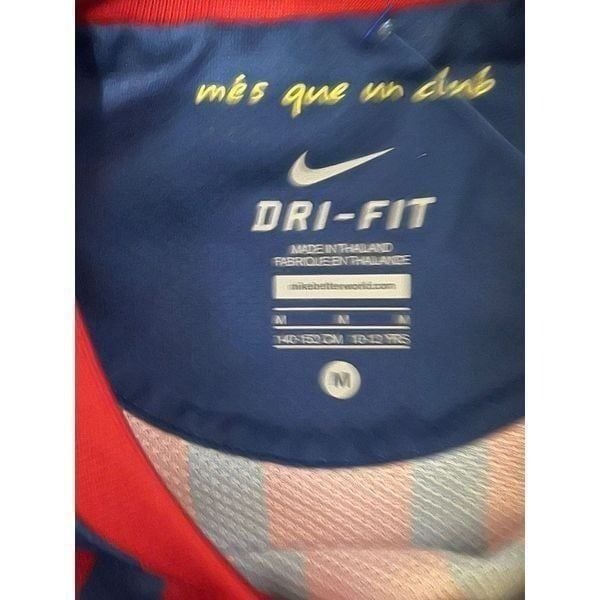 més que un club
DRI-FIT
MADE IN THAILAND
FABRIQUE EN THAILANDE
nikebetterworld.com
M M M
140-152 CM 10-12 YRS
M